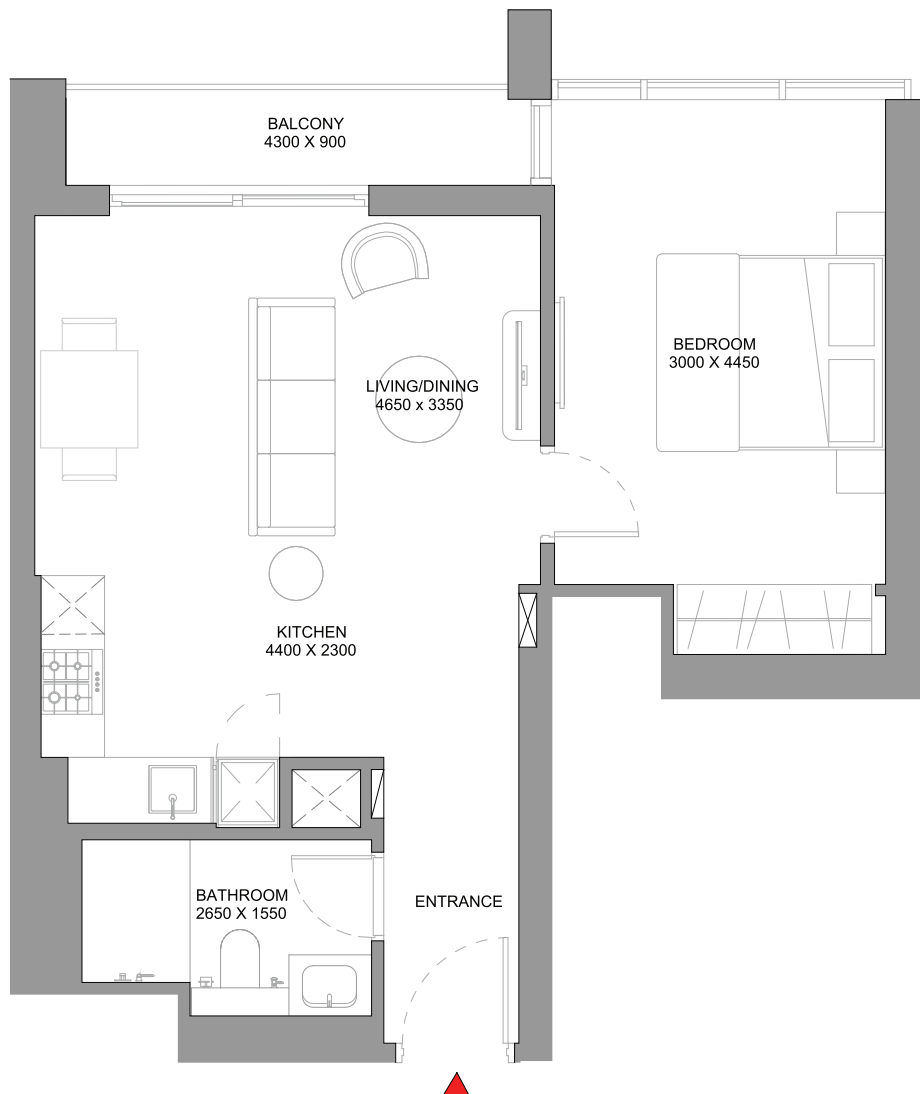 BALCONY
4300 X 900
BEDROOM
3000 X 4450
LIVING/DINING
4650 x 3350
KITCHEN
4400 X 2300
BATHROOM
2650 X 1550
ENTRANCE